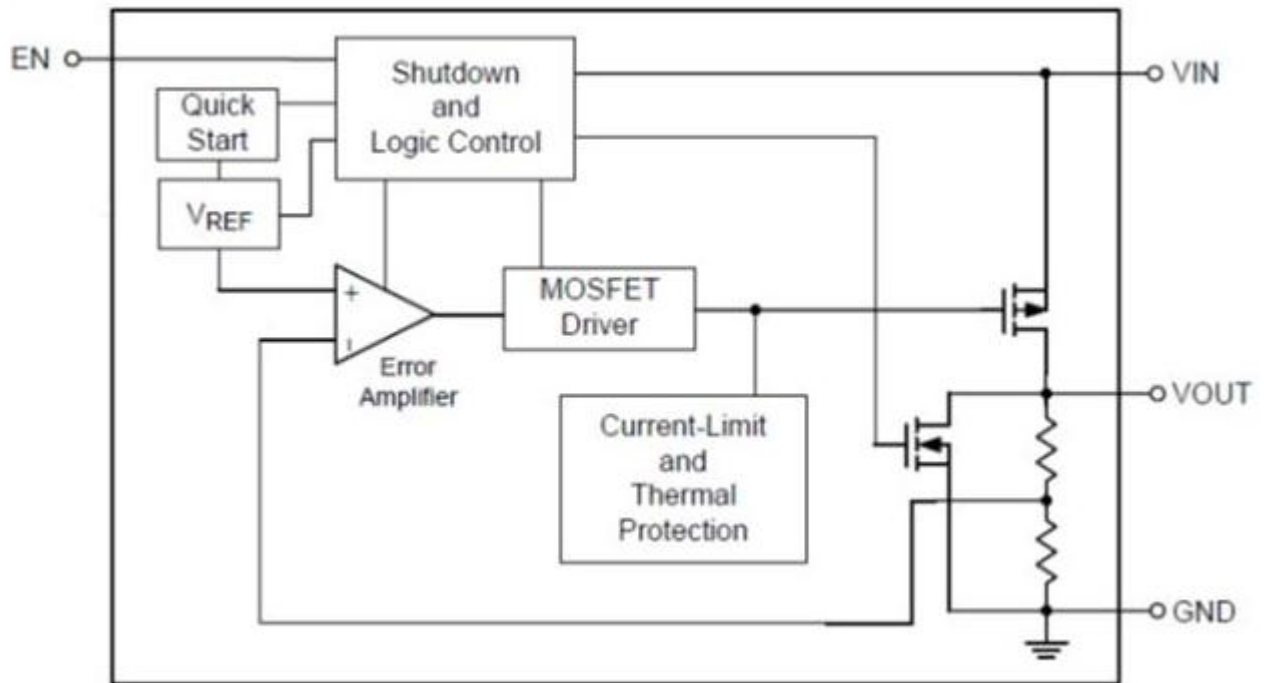 EN
Shutdown
and
Logic Control
VIN
Quick
Start
VREF
+
-
MOSFET
Driver
Error
Amplifier
VOUT
Current-Limit
and
Thermal
Protection
GND